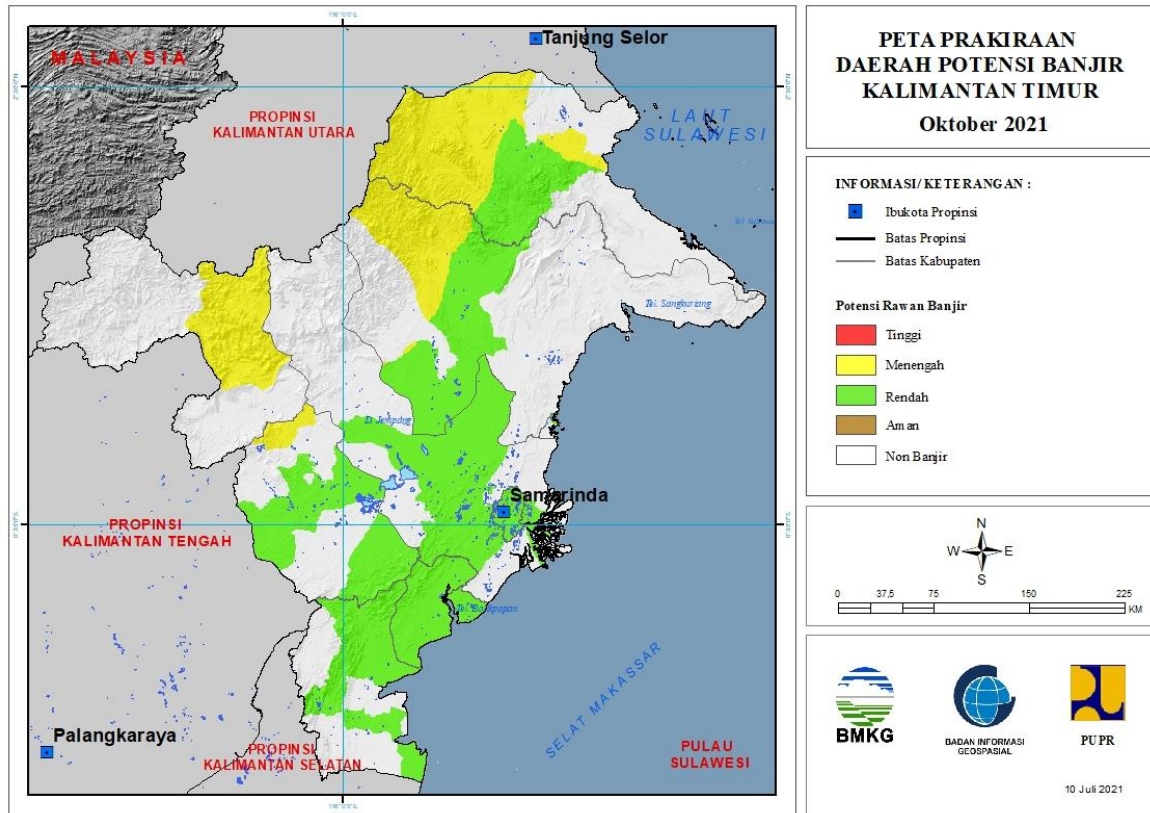 Tanjung Selor
MALAYSIA
PROPINSI
KALIMANTAN UTARA
LAUT
SULAWESI
Tel. Sangkuriang
D. Jempang
Samarinda
PROPINSI
KALIMANTAN TENGAH
Tel. Balikpapan
SELAT MAKASSAR
Palangkaraya
PROPINSI
KALIMANTAN SELATAN
PULAU
SULAWESI
PETA PRAKIRAAN
DAERAH POTENSI BANJIR
KALIMANTAN TIMUR
Oktober 2021
INFORMASI/KETERANGAN :
Ibukota Propinsi
Batas Propinsi
Batas Kabupaten
Potensi Rawan Banjir
Tinggi
Menengah
Rendah
Aman
Non Banjir
N
W E
S
0 37,5 75 150 225
KM
BMKG
BADAN INFORMASI
GEOSPASIAL
PUPR
10 Juli 2021